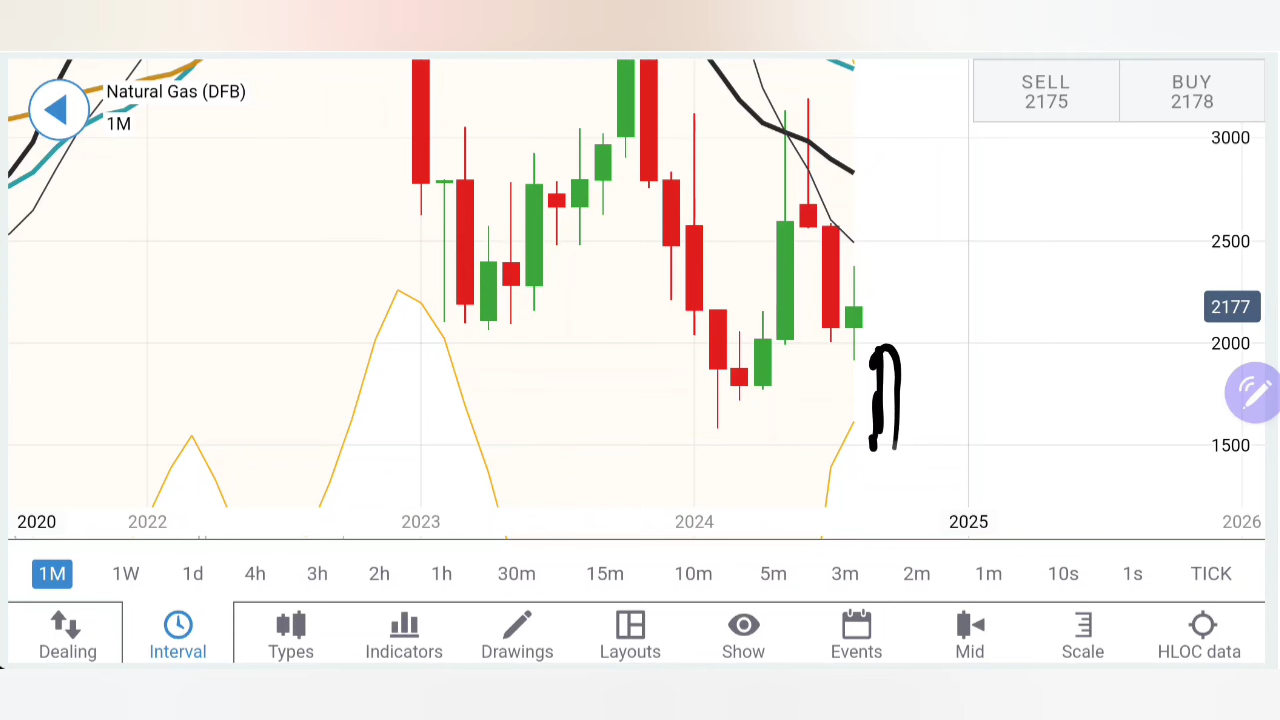 Natural Gas (DFB)
1M
SELL
2175
BUY
2178
3000
2500
2177
2000
1500
2020 2022 2023 2024 2025 2026
1M 1W 1d 4h 3h 2h 1h 30m 15m 10m 5m 3m 2m 1m 10s 1s TICK
Dealing Interval Types Indicators Drawings Layouts Show Events Mid Scale HLOC data